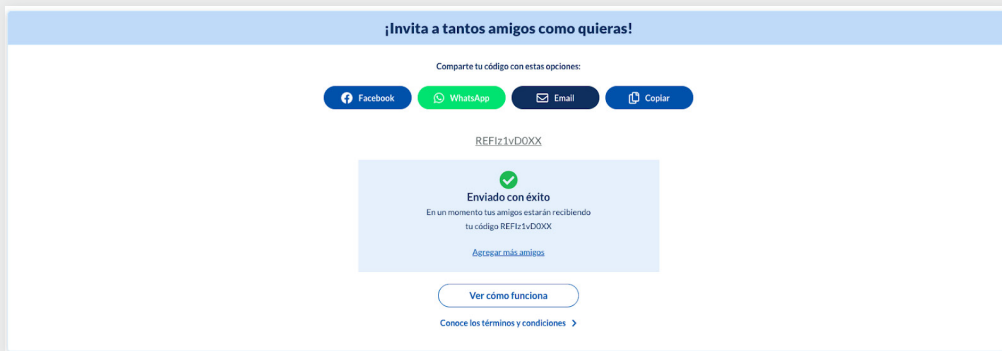 ¡Invita a tantos amigos como quieras!
Comparte tu código con estas opciones:
Facebook WhatsApp Email Copiar
REFIz1vD0XX
Enviado con éxito
En un momento tus amigos estarán recibiendo
tu código REFIz1vD0XX
Agregar más amigos
Ver cómo funciona
Conoce los términos y condiciones